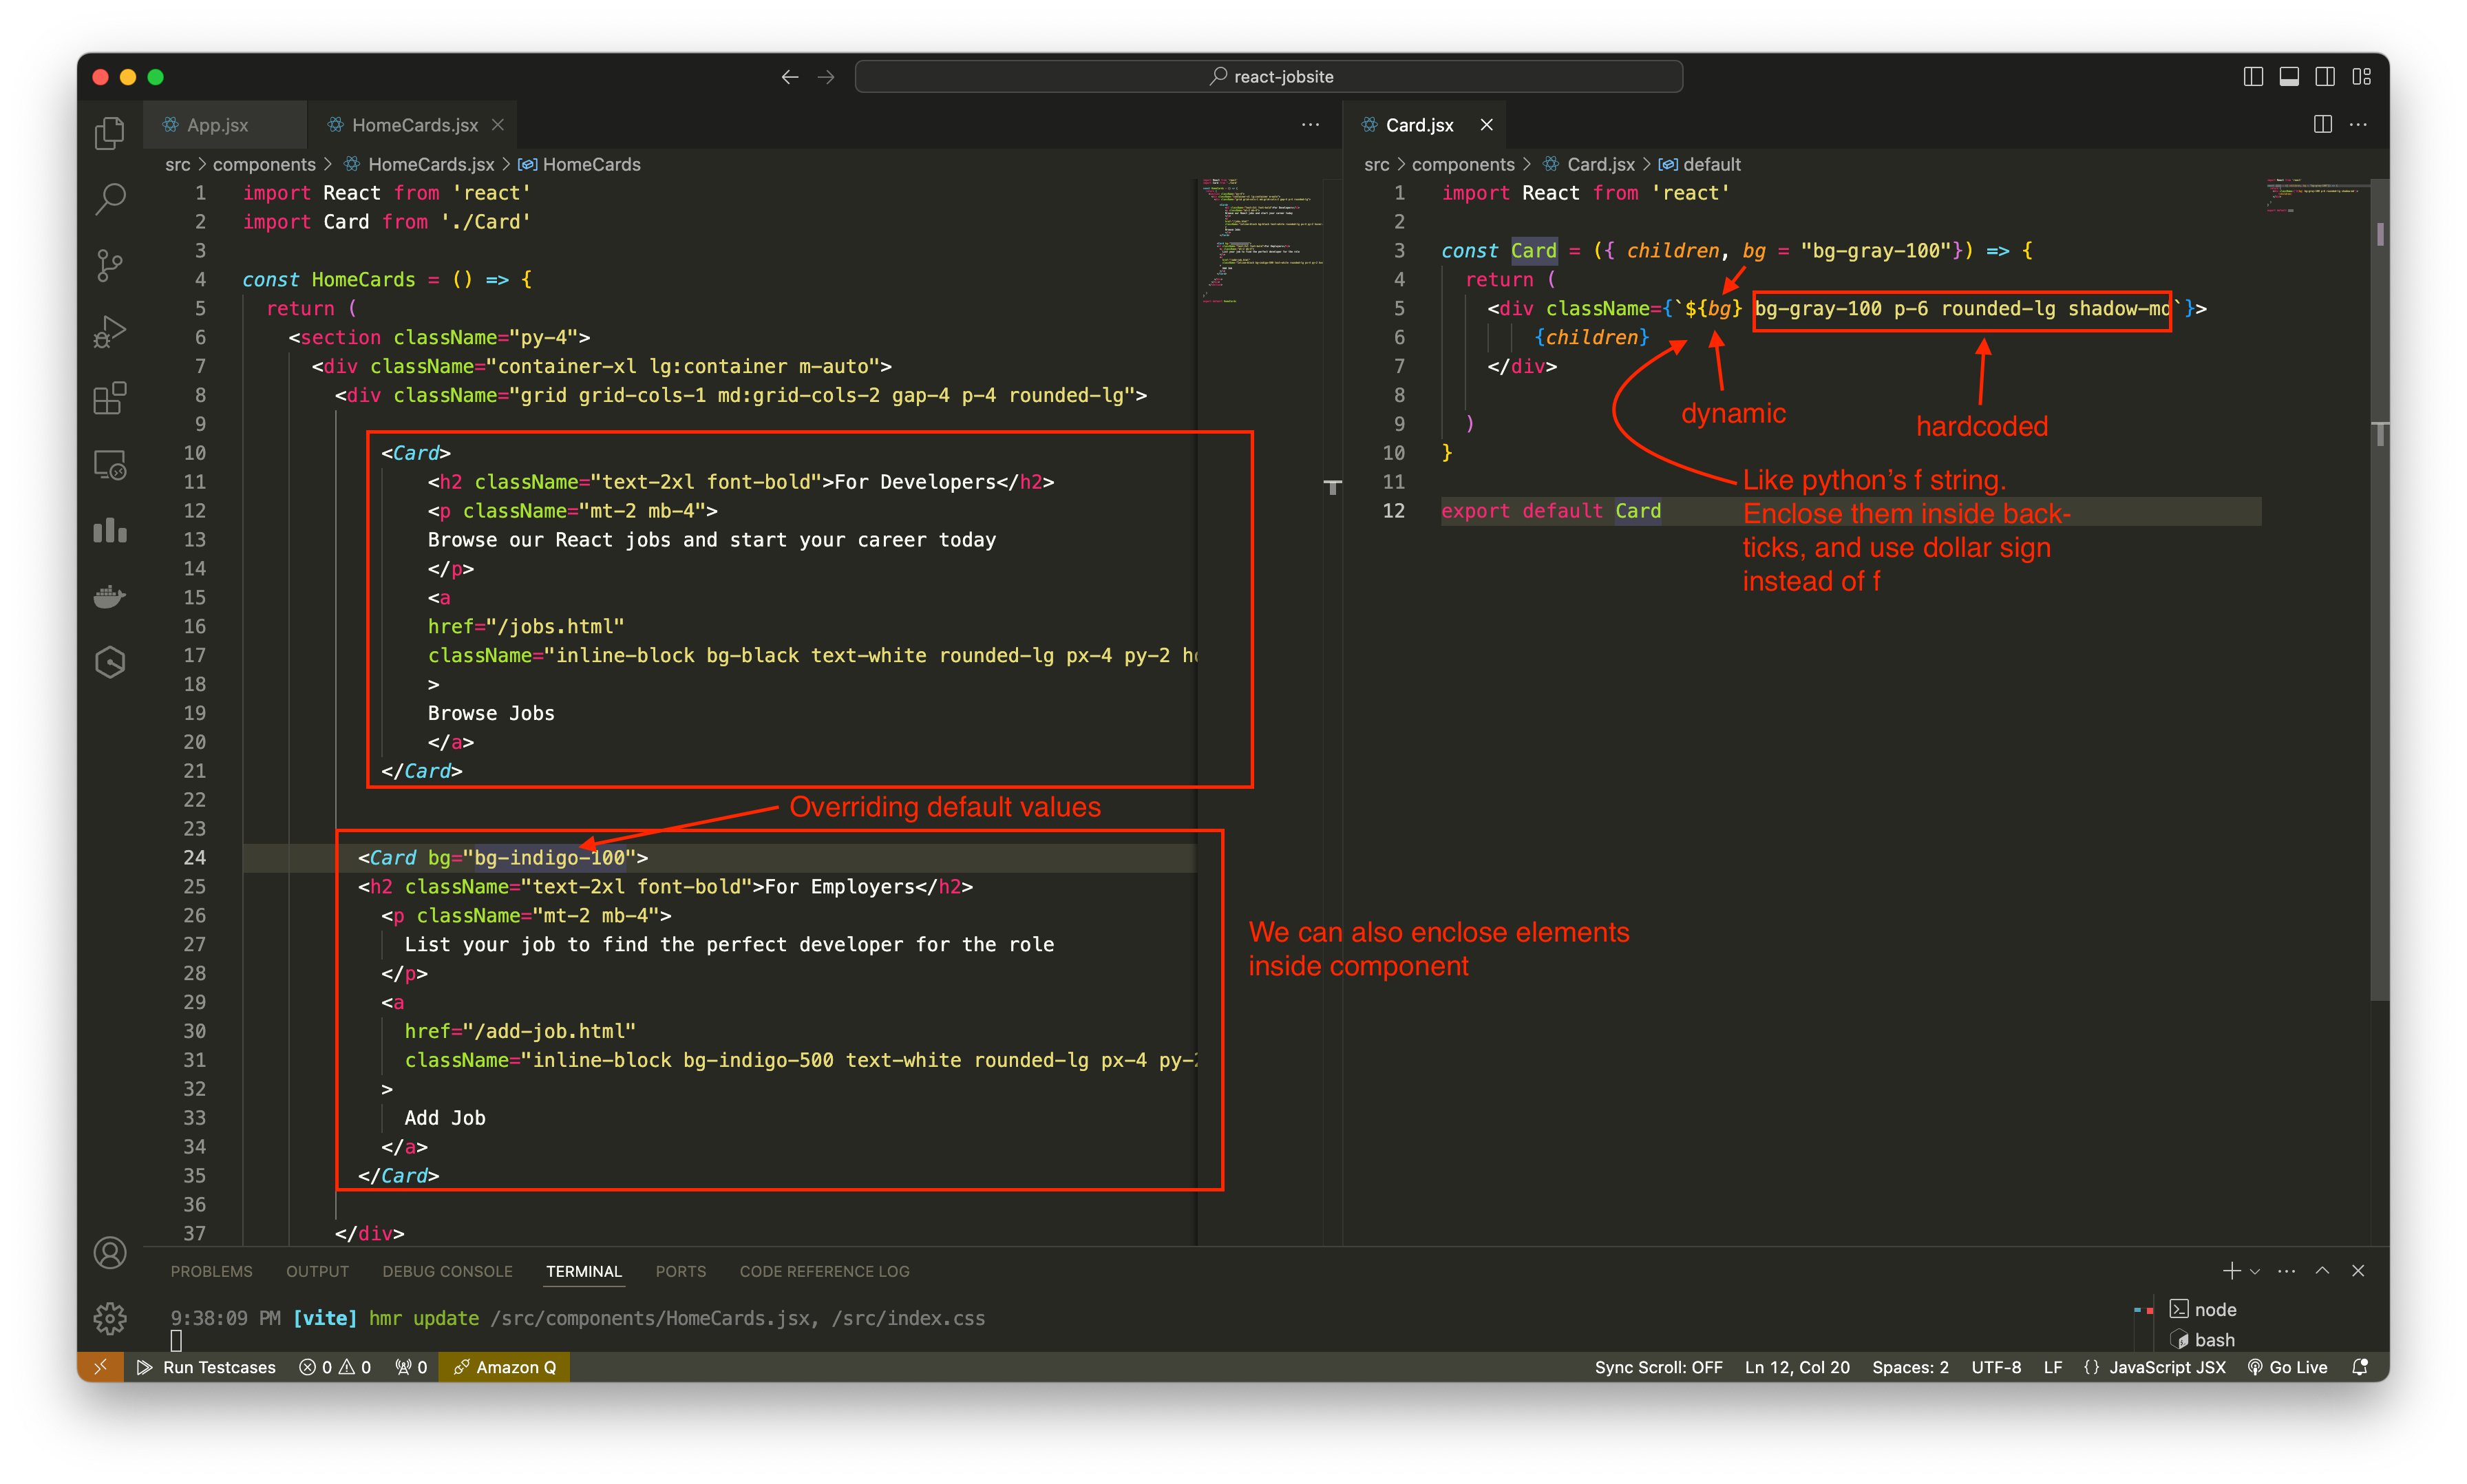 react-jobsite
App.jsx
HomeCards.jsx
src > components > HomeCards.jsx > HomeCards
1 import React from 'react'
2 import Card from './Card'
3
4 const HomeCards = () => {
5 return (
6 <section className="py-4">
7 <div className="container-xl lg:container m-auto">
8 <div className="grid grid-cols-1 md:grid-cols-2 gap-4 p-4 rounded-lg">
9
10 <Card>
11 <h2 className="text-2xl font-bold">For Developers</h2>
12 <p className="mt-2 mb-4">
13 Browse our React jobs and start your career today
14 </p>
15 <a
16 href="/jobs.html"
17 className="inline-block bg-black text-white rounded-lg px-4 py-2 ho
18 >
19 Browse Jobs
20 </a>
21 </Card>
22
Overriding default values
23
24 <Card bg="bg-indigo-100">
25 <h2 className="text-2xl font-bold">For Employers</h2>
26 <p className="mt-2 mb-4">
27 List your job to find the perfect developer for the role
28 </p>
29 <a
30 href="/add-job.html"
31 className="inline-block bg-indigo-500 text-white rounded-lg px-4 py-2
32 >
33 Add Job
34 </a>
35 </Card>
36
37 </div>
We can also enclose elements
inside component
Card.jsx
src > components > Card.jsx > default
1 import React from 'react'
2
3 const Card = ({ children, bg = "bg-gray-100"}) => {
4 return (
5 <div className={`${bg} bg-gray-100 p-6 rounded-lg shadow-md`}>
6 {children}
7 </div>
8
9 )
10 }
11
12 export default Card
dynamic
hardcoded
Like python's f string.
Enclose them inside back-
ticks, and use dollar sign
instead of f
PROBLEMS OUTPUT DEBUG CONSOLE TERMINAL PORTS CODE REFERENCE LOG
9:38:09 PM [vite] hmr update /src/components/HomeCards.jsx, /src/index.css
node
bash
Run Testcases 0 0 0 Amazon Q Sync Scroll: OFF Ln 12, Col 20 Spaces: 2 UTF-8 LF {} JavaScript JSX Go Live